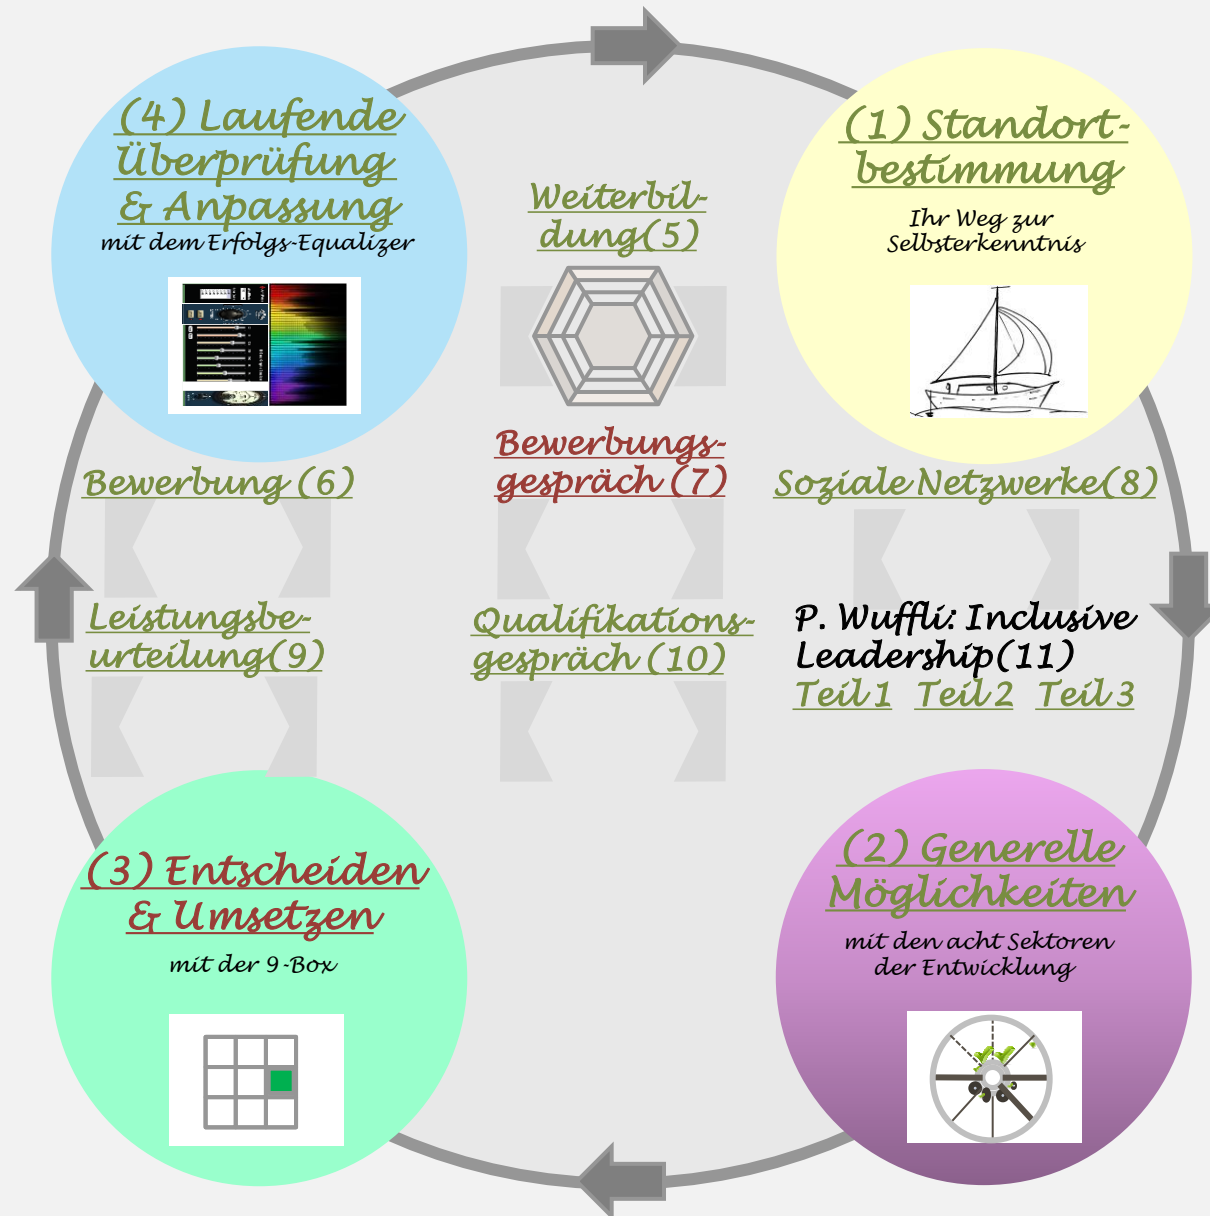 (4) Laufende
Überprüfung
& Anpassung
mit dem Erfolgs-Equalizer
(1) Standort-
bestimmung
Ihr Weg zur
Selbsterkenntnis
Weiterbil-
dung(5)
Bewerbung (6)
Bewerbungs-
gespräch (7)
Soziale Netzwerke(8)
Leistungsbe-
urteilung(9)
Qualifikations-
gespräch (10)
P. Wuffli: Inclusive
Leadership(11)
Teil 1 Teil 2 Teil 3
(3) Entscheiden
& Umsetzen
mit der 9-Box
(2) Generelle
Möglichkeiten
mit den acht Sektoren
der Entwicklung